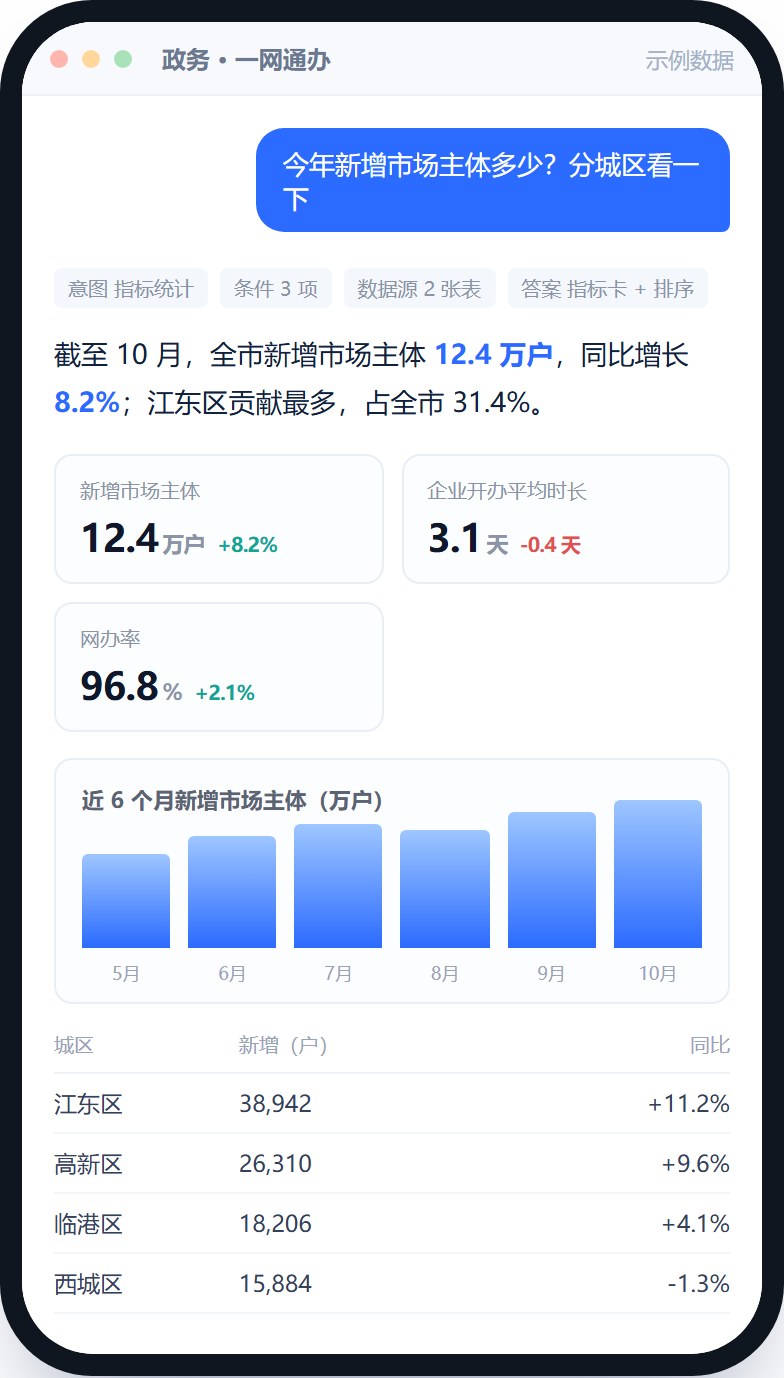 政务·一网通办
示例数据
今年新增市场主体多少？分城区看一
下
意图 指标统计
条件 3 项
数据源 2 张表
答案 指标卡 + 排序
截至 10 月，全市新增市场主体 12.4 万户，同比增长
8.2%；江东区贡献最多，占全市 31.4%。
新增市场主体
12.4 万户 +8.2%
企业开办平均时长
3.1 天 -0.4 天
网办率
96.8 % +2.1%
近 6 个月新增市场主体（万户）
5月 6月 7月 8月 9月 10月
城区 新增（户） 同比
江东区 38,942 +11.2%
高新区 26,310 +9.6%
临港区 18,206 +4.1%
西城区 15,884 -1.3%